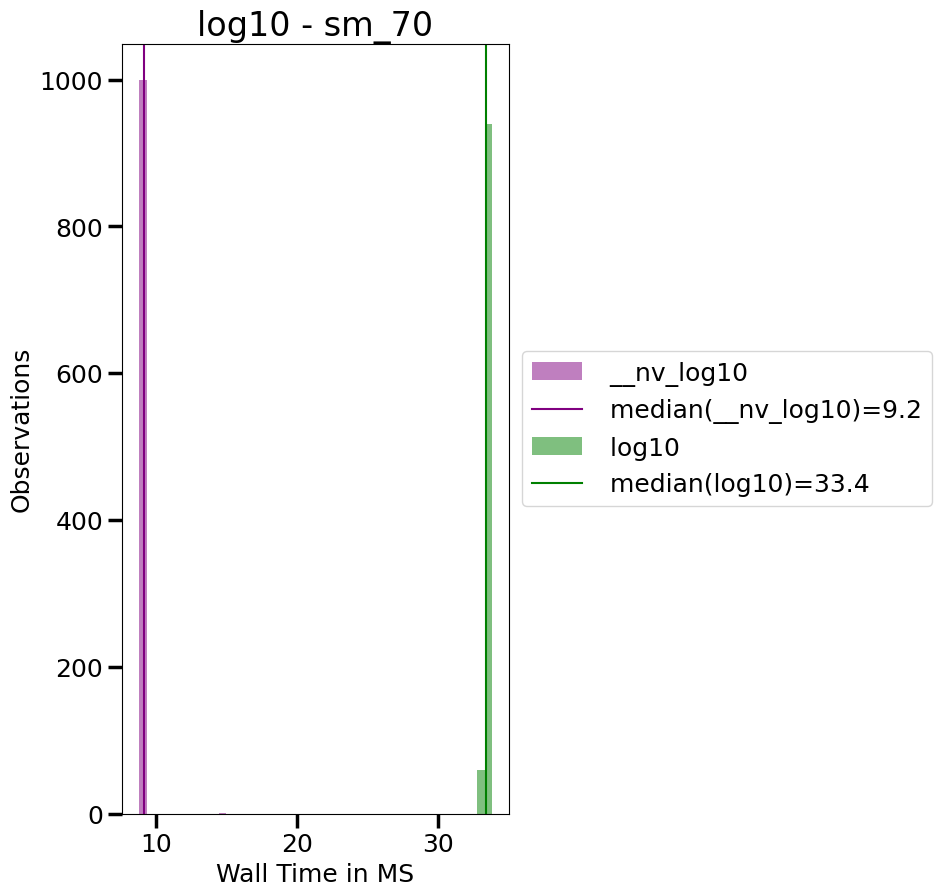 log10 - sm_70
1000
800
600
400
200
0
Observations
10 20 30
Wall Time in MS
__nv_log10
median(__nv_log10)=9.2
log10
median(log10)=33.4